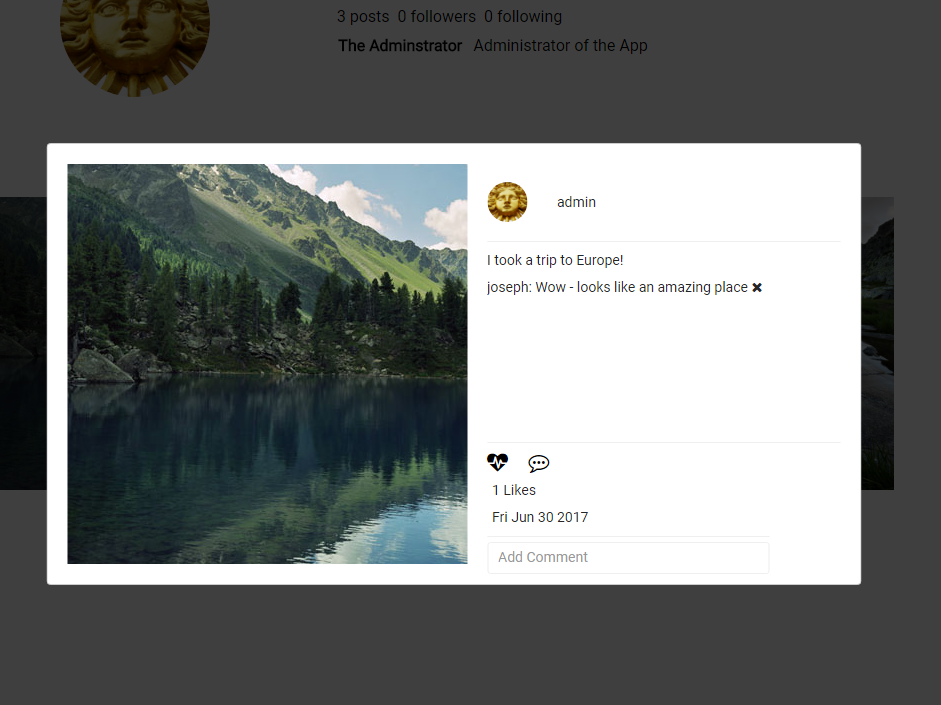 3 posts 0 followers 0 following
The Adminstrator Administrator of the App
admin
I took a trip to Europe!
joseph: Wow - looks like an amazing place ✖
1 Likes
Fri Jun 30 2017
Add Comment